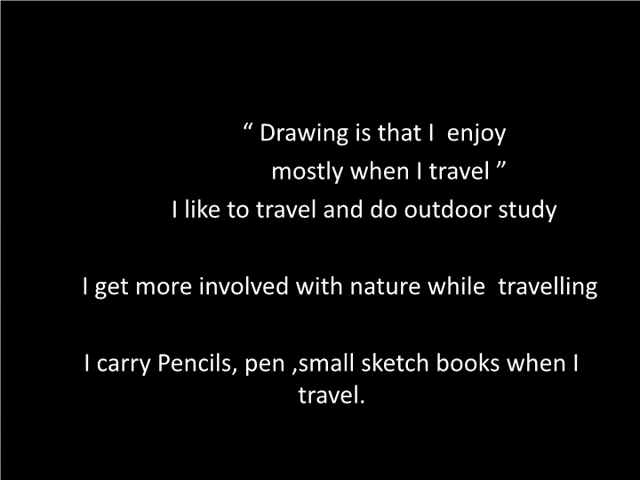 “ Drawing is that I  enjoy
mostly when I travel ”
I like to travel and do outdoor study
I get more involved with nature while  travelling
I carry Pencils, pen ,small sketch books when I
travel.